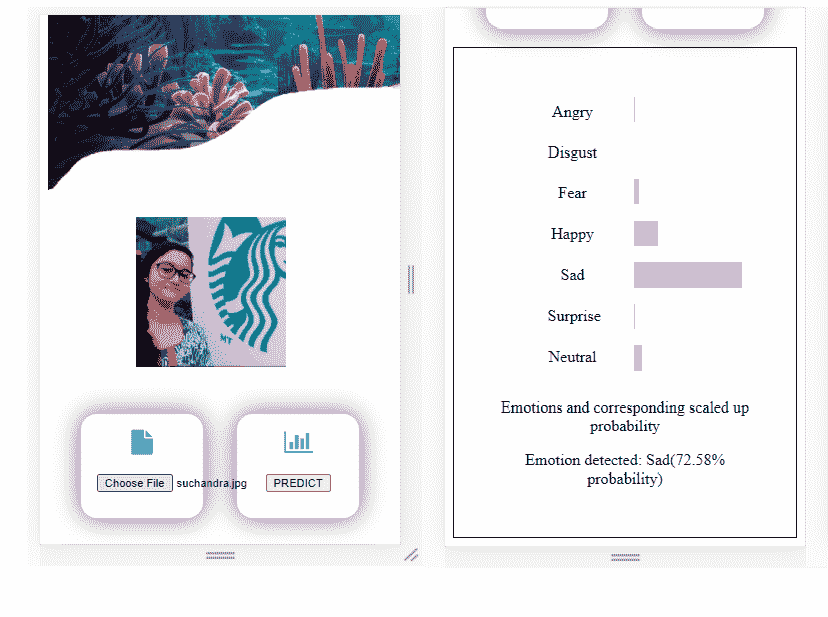 MT
Choose File suchandra.jpg
PREDICT
Angry
Disgust
Fear
Happy
Sad
Surprise
Neutral
Emotions and corresponding scaled up
probability
Emotion detected: Sad(72.58%
probability)